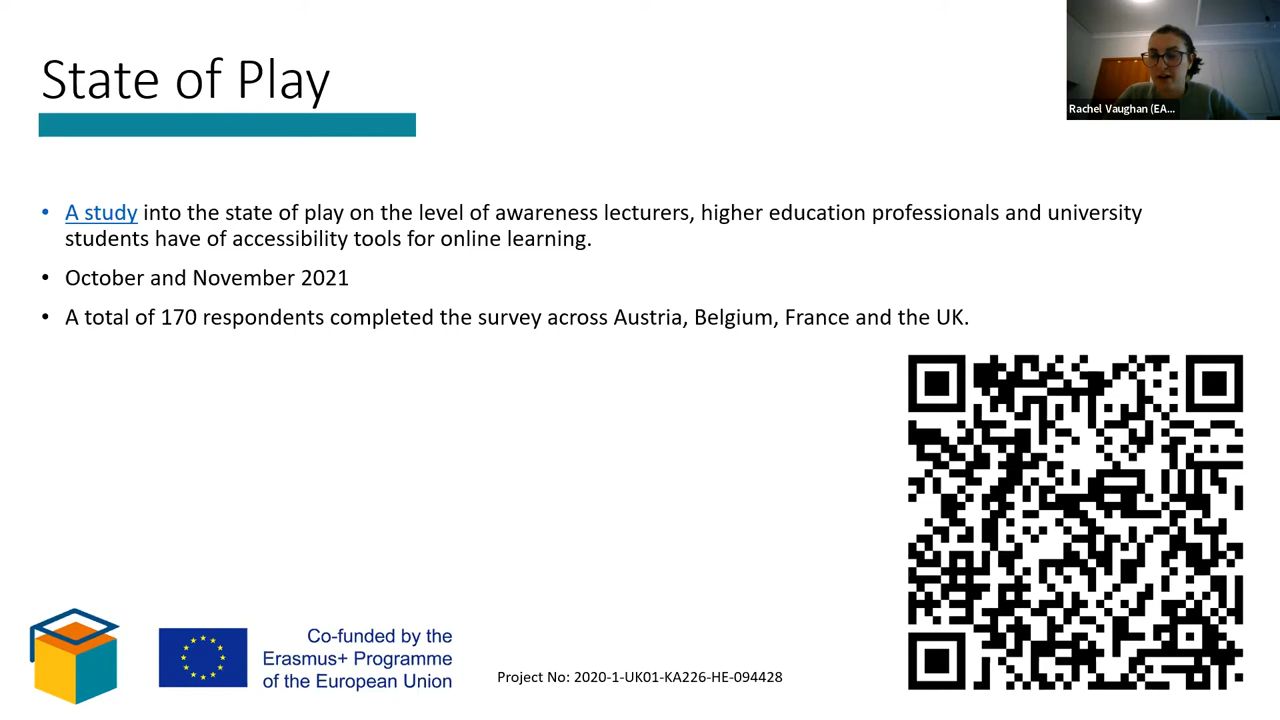 State of Play
Rachel Vaughan (EA...
• A study into the state of play on the level of awareness lecturers, higher education professionals and university
students have of accessibility tools for online learning.
• October and November 2021
• A total of 170 respondents completed the survey across Austria, Belgium, France and the UK.
Co-funded by the
Erasmus+ Programme
of the European Union
Project No: 2020-1-UK01-KA226-HE-094428